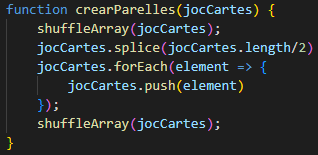 function crearParelles(jocCartes) {
    shuffleArray(jocCartes);
    jocCartes.splice(jocCartes.length/2)
    jocCartes.forEach(element => {
        jocCartes.push(element)
    });
    shuffleArray(jocCartes);
}